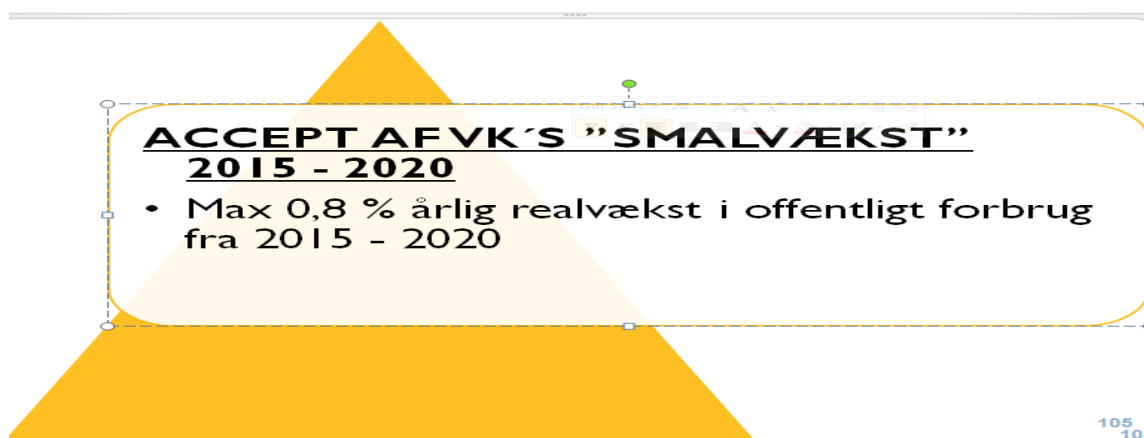 ACCEPT AF VK´S ”SMALVÆKST”
2015 – 2020
• Max 0,8 % årlig realvækst i offentligt forbrug
fra 2015 – 2020
105